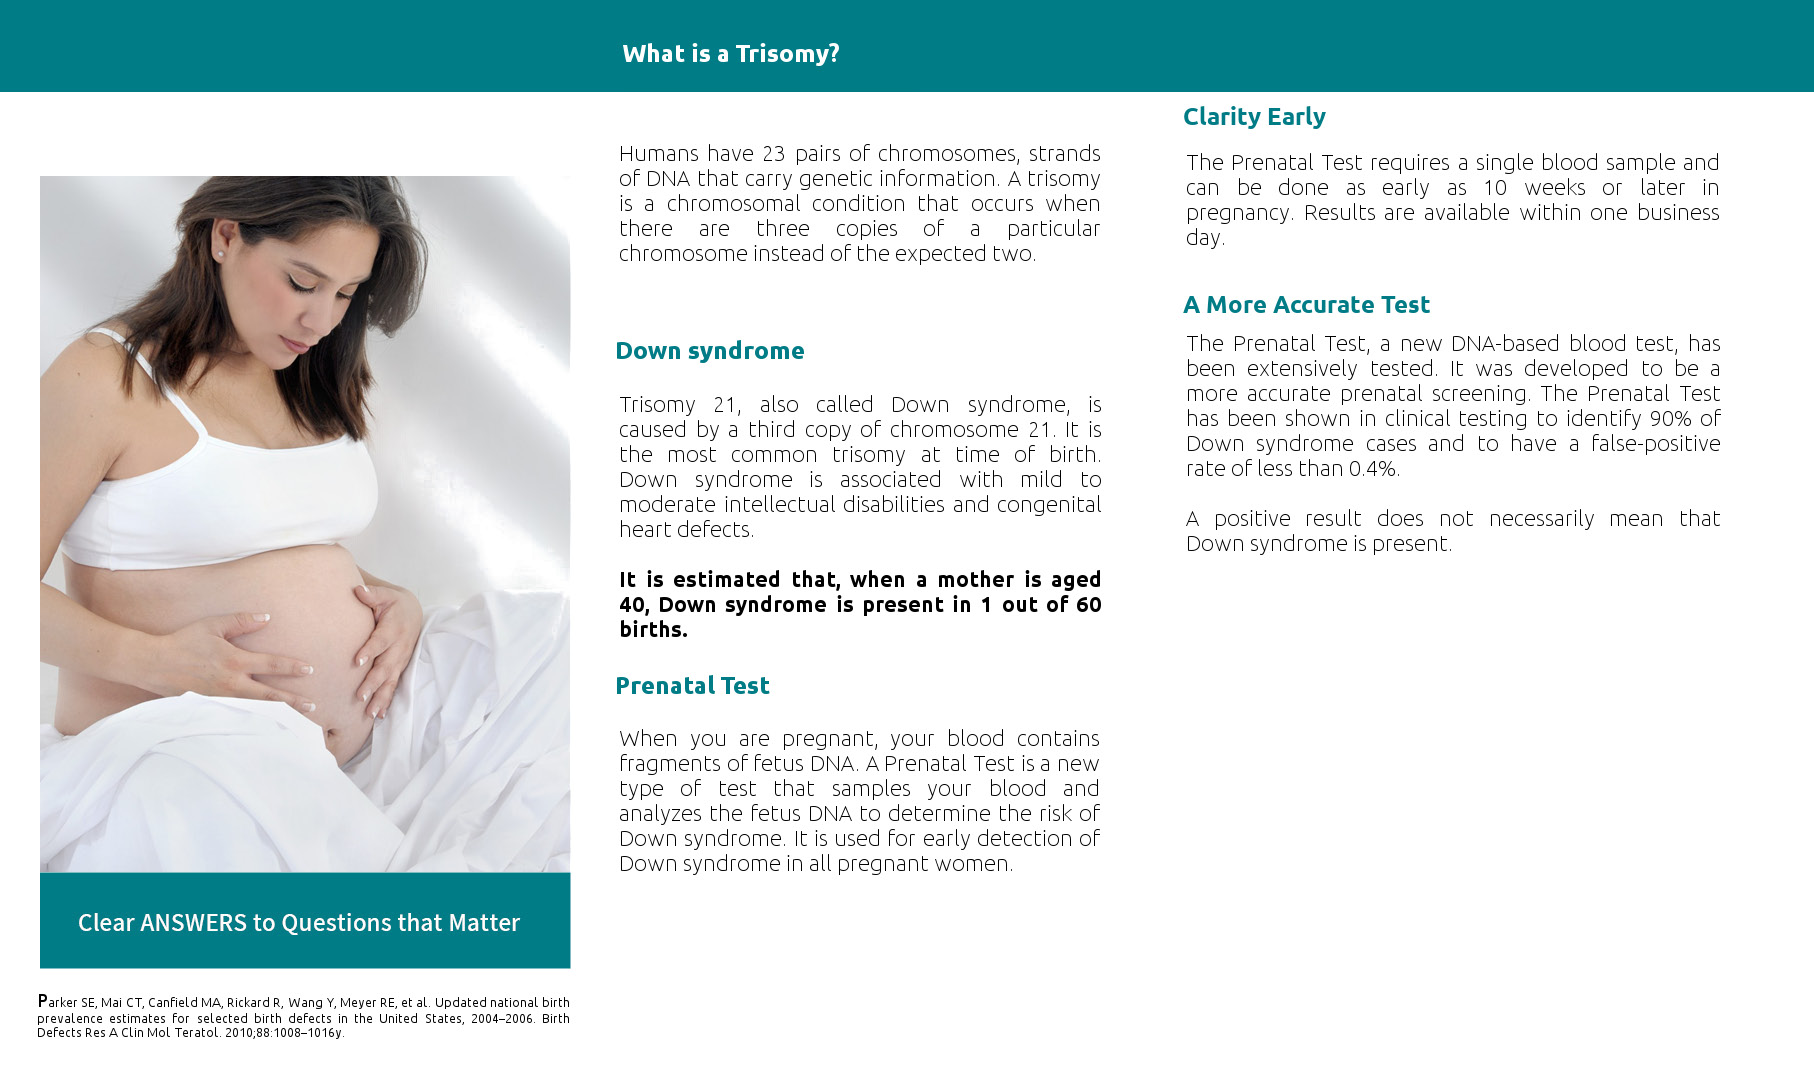 What is a Trisomy?
Humans have 23 pairs of chromosomes, strands
of DNA that carry genetic information. A trisomy
is a chromosomal condition that occurs when
there are three copies of a particular
chromosome instead of the expected two.
Down syndrome
Trisomy 21, also called Down syndrome, is
caused by a third copy of chromosome 21. It is
the most common trisomy at time of birth.
Down syndrome is associated with mild to
moderate intellectual disabilities and congenital
heart defects.
It is estimated that, when a mother is aged
40, Down syndrome is present in 1 out of 60
births.
Prenatal Test
When you are pregnant, your blood contains
fragments of fetus DNA. A Prenatal Test is a new
type of test that samples your blood and
analyzes the fetus DNA to determine the risk of
Down syndrome. It is used for early detection of
Down syndrome in all pregnant women.
Clarity Early
The Prenatal Test requires a single blood sample and
can be done as early as 10 weeks or later in
pregnancy. Results are available within one business
day.
A More Accurate Test
The Prenatal Test, a new DNA-based blood test, has
been extensively tested. It was developed to be a
more accurate prenatal screening. The Prenatal Test
has been shown in clinical testing to identify 90% of
Down syndrome cases and to have a false-positive
rate of less than 0.4%.
A positive result does not necessarily mean that
Down syndrome is present.
Clear ANSWERS to Questions that Matter
Parker SE, Mai CT, Canfield MA, Rickard R, Wang Y, Meyer RE, et al. Updated national birth
prevalence estimates for selected birth defects in the United States, 2004–2006. Birth
Defects Res A Clin Mol Teratol. 2010;88:1008–1016y.